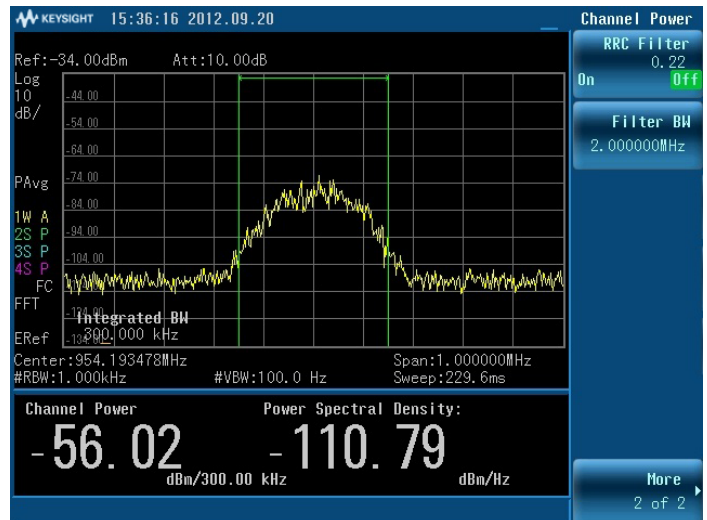 KEYSIGHT 15:36:16 2012.09.20
Channel Power
Ref:-34.00dBm Att:10.00dB
Log
10
dB/
PAvg
1W A
2S P
3S P
4S P
FC
FFT
ERef
-44.00
-54.00
-64.00
-74.00
-84.00
-94.00
-104.00
Integrated BW
300.000 kHz
Center:954.193478MHz Span:1.000000MHz
#RBW:1.000kHz #VBW:100.0 Hz Sweep:229.6ms
Channel Power Power Spectral Density:
-56.02 -110.79
dBm/300.00 kHz dBm/Hz
RRC Filter
0.22
On Off
Filter BW
2.000000MHz
More
2 of 2